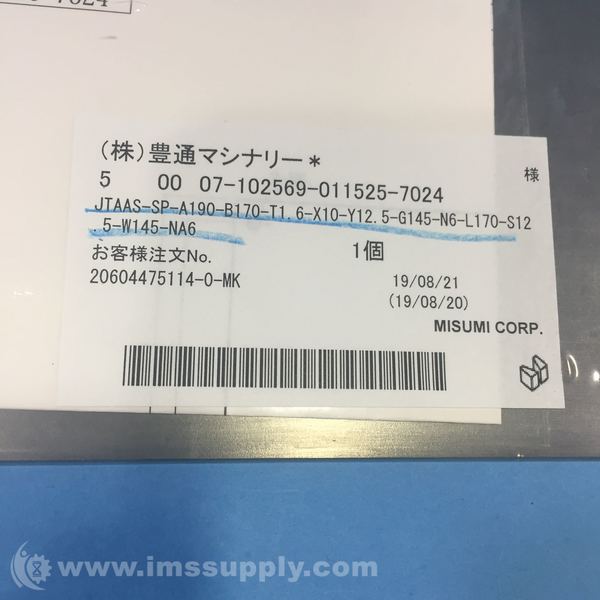 (株)豊通マシナリー*
様
5 00 07-102569-011525-7024
JTAAS-SP-A190-B170-T1.6-X10-Y12.5-G145-N6-L170-S12
.5-W145-NA6
お客様注文No.
1個
20604475114-0-MK
19/08/21
(19/08/20)
MISUMI CORP.
www.imssupply.com